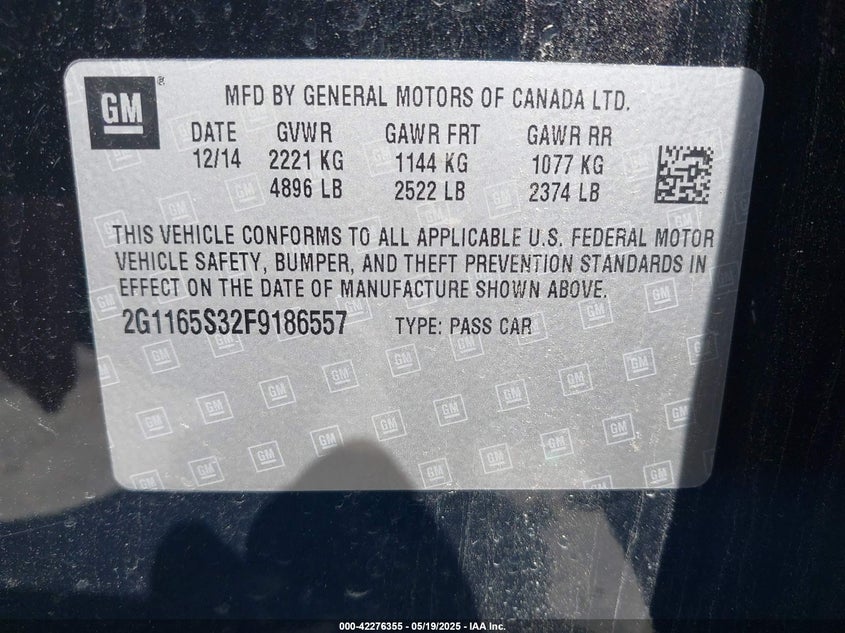 GM
MFD BY GENERAL MOTORS OF CANADA LTD.
DATE GVWR GAWR FRT GAWR RR
12/14 2221 KG 1144 KG 1077 KG
4896 LB 2522 LB 2374 LB
THIS VEHICLE CONFORMS TO ALL APPLICABLE U.S. FEDERAL MOTOR
VEHICLE SAFETY, BUMPER, AND THEFT PREVENTION STANDARDS IN
EFFECT ON THE DATE OF MANUFACTURE SHOWN ABOVE.
2G1165S32F9186557 TYPE: PASS CAR
000-42276355 - 05/19/2025 - IAA Inc.